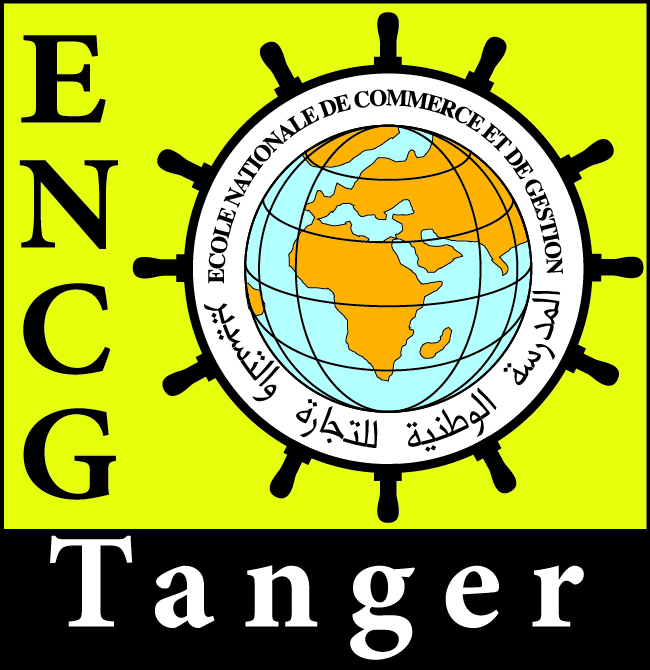 E
N
C
G
ECOLE NATIONALE DE COMMERCE ET DE GESTION
المدرسة الوطنية للتجارة والتسيير
Tanger